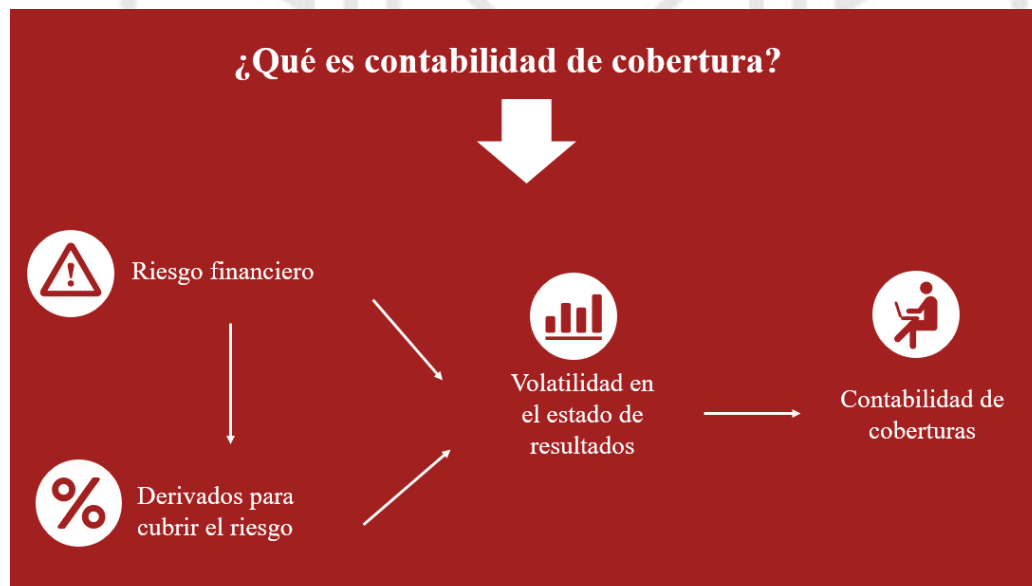 ¿Qué es contabilidad de cobertura?
Riesgo financiero
Derivados para
cubrir el riesgo
Volatilidad en
el estado de
resultados
Contabilidad de
coberturas